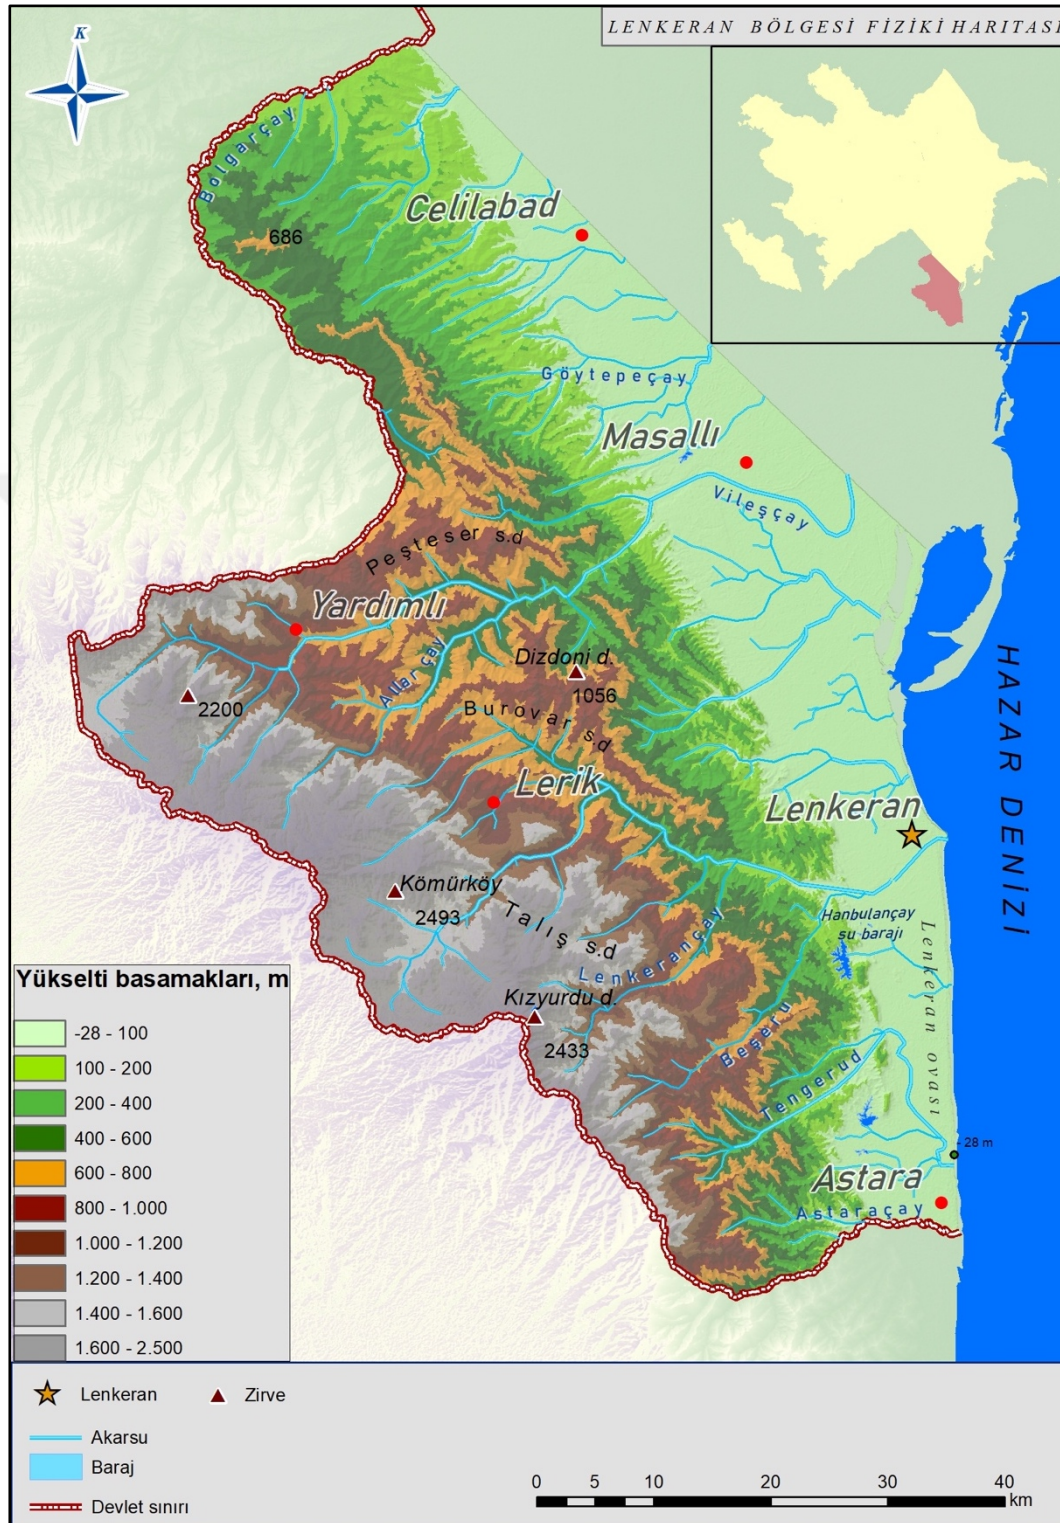 LENKERAN BÖLGESİ FİZİKİ HARITASI
K
Bolgarçay
Celilabad
686
Göytepeçay
Masallı
Vileşçay
Peşteser s.d
Yardımlı
Allarçay
Dizdoni d.
1056
2200
Burovar s.d
HAZAR DENİZİ
Lerik
Lenkeran
Kömürköy
2493
Talış s.d
Hanbulançay
su barajı
Lenkerançay
Lenkeran ovası
Kızyurdu d.
2433
Beşeru
Tengerud
- 28 m
Astara
Astaraçay
Yükselti basamakları, m
-28 - 100
100 - 200
200 - 400
400 - 600
600 - 800
800 - 1.000
1.000 - 1.200
1.200 - 1.400
1.400 - 1.600
1.600 - 2.500
Lenkeran
Zirve
Akarsu
Baraj
Devlet sınırı
0 5 10 20 30 40
km